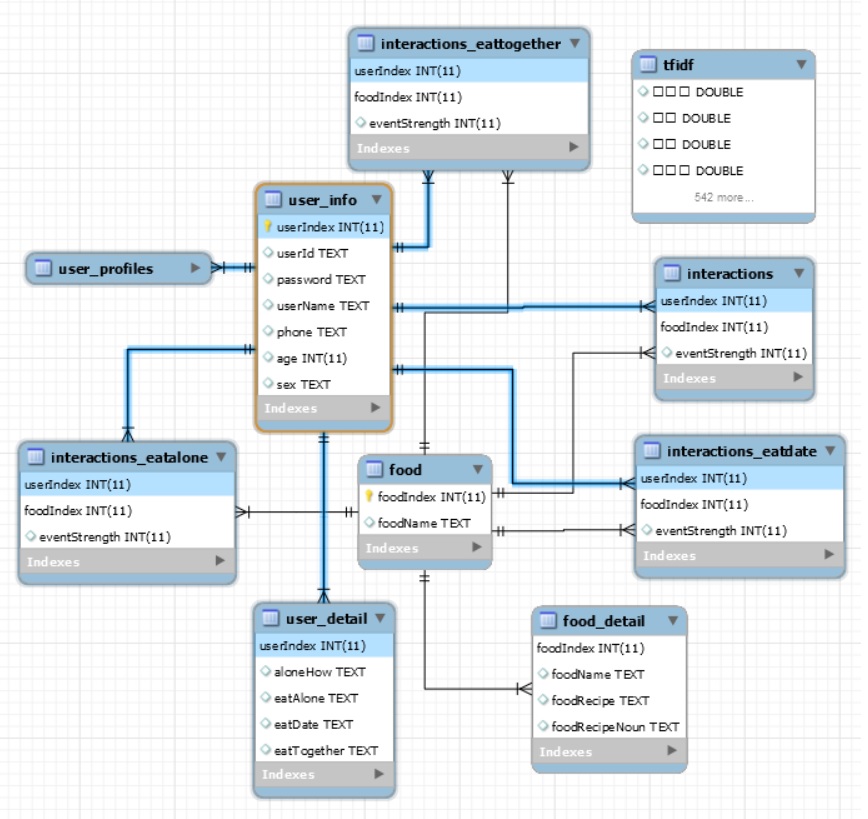 interactions_eattogether
userIndex INT(11)
foodIndex INT(11)
eventStrength INT(11)
Indexes
tfidf
DOUBLE
DOUBLE
DOUBLE
DOUBLE
542 more...
user_info
userIndex INT(11)
userId TEXT
password TEXT
userName TEXT
phone TEXT
age INT(11)
sex TEXT
Indexes
user_profiles
interactions
userIndex INT(11)
foodIndex INT(11)
eventStrength INT(11)
Indexes
interactions_eatalone
userIndex INT(11)
foodIndex INT(11)
eventStrength INT(11)
Indexes
food
foodIndex INT(11)
foodName TEXT
Indexes
interactions_eatdate
userIndex INT(11)
foodIndex INT(11)
eventStrength INT(11)
Indexes
user_detail
userIndex INT(11)
aloneHow TEXT
eatAlone TEXT
eatDate TEXT
eatTogether TEXT
Indexes
food_detail
foodIndex INT(11)
foodName TEXT
foodRecipe TEXT
foodRecipeNoun TEXT
Indexes